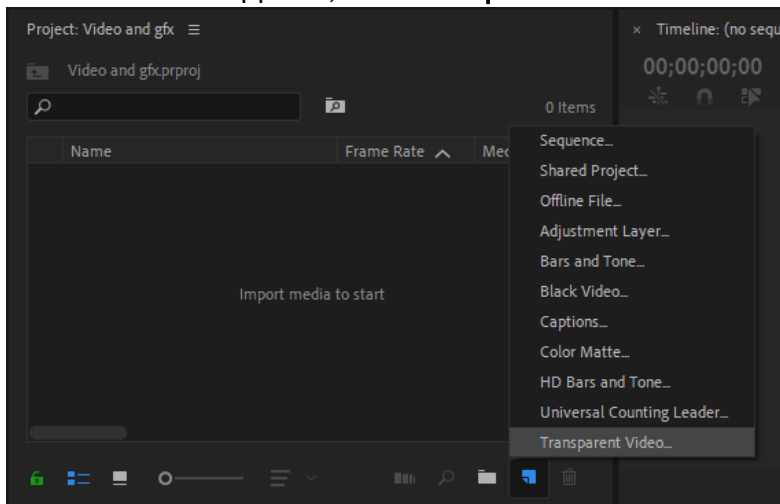 Project: Video and gfx
× Timeline: (no sequ
Video and gfx.prproj
00;00;00;00
0 Items
Name Frame Rate
Import media to start
Sequence...
Shared Project...
Offline File...
Adjustment Layer...
Bars and Tone...
Black Video...
Captions...
Color Matte...
HD Bars and Tone...
Universal Counting Leader...
Transparent Video...